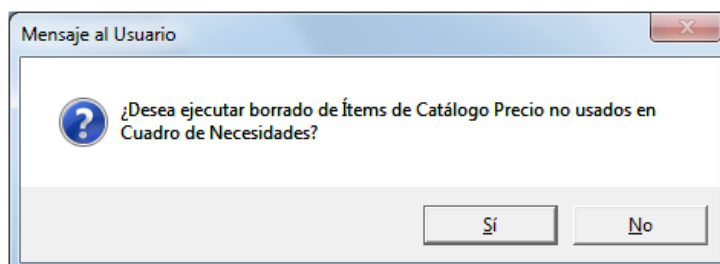 Mensaje al Usuario
¿Desea ejecutar borrado de Ítems de Catálogo Precio no usados en
Cuadro de Necesidades?
Sí
No